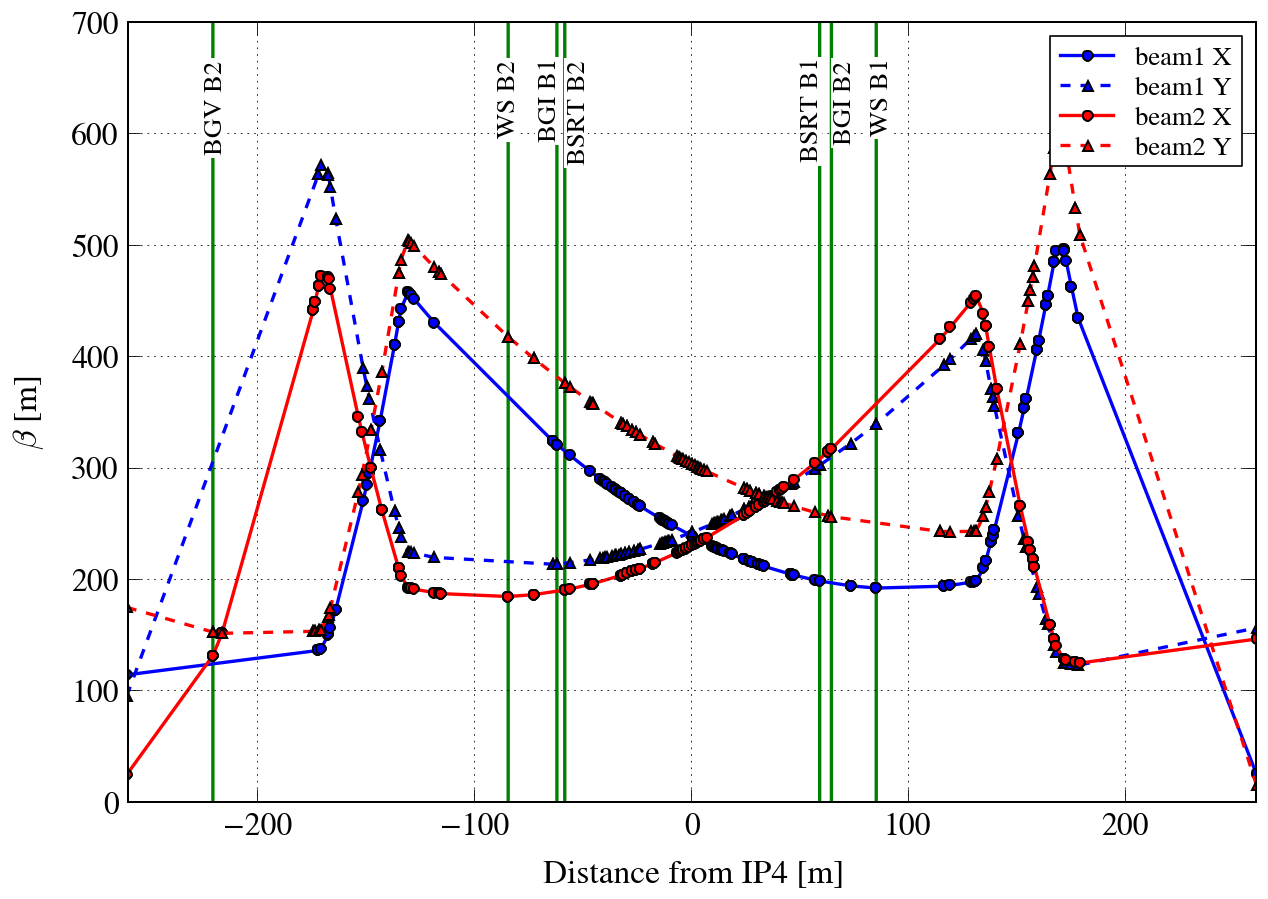 700
600
500
400
300
200
100
0
β [m]
BGV B2
WS B2
BGI B1
BSRT B2
BSRT B1
BGI B2
WS B1
beam1 X
beam1 Y
beam2 X
beam2 Y
−200
−100
0
100
200
Distance from IP4 [m]